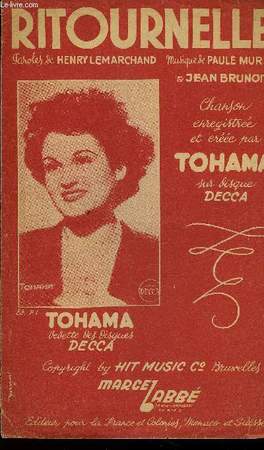 RITOURNELLE
Paroles de HENRY LEMARCHAND
Musique de PAULE MUR
& JEAN BRUNO
Chanson
enregistrée
et créée par
TOHAMA
sur disque
DECCA
TOHAMA
TOHAMA
Vedette des Disques
DECCA
Copyright by HIT MUSIC Cº Bruxelles
MARCEL LABBÉ
Editeur pour la France et Colonies, Monaco et Suisse